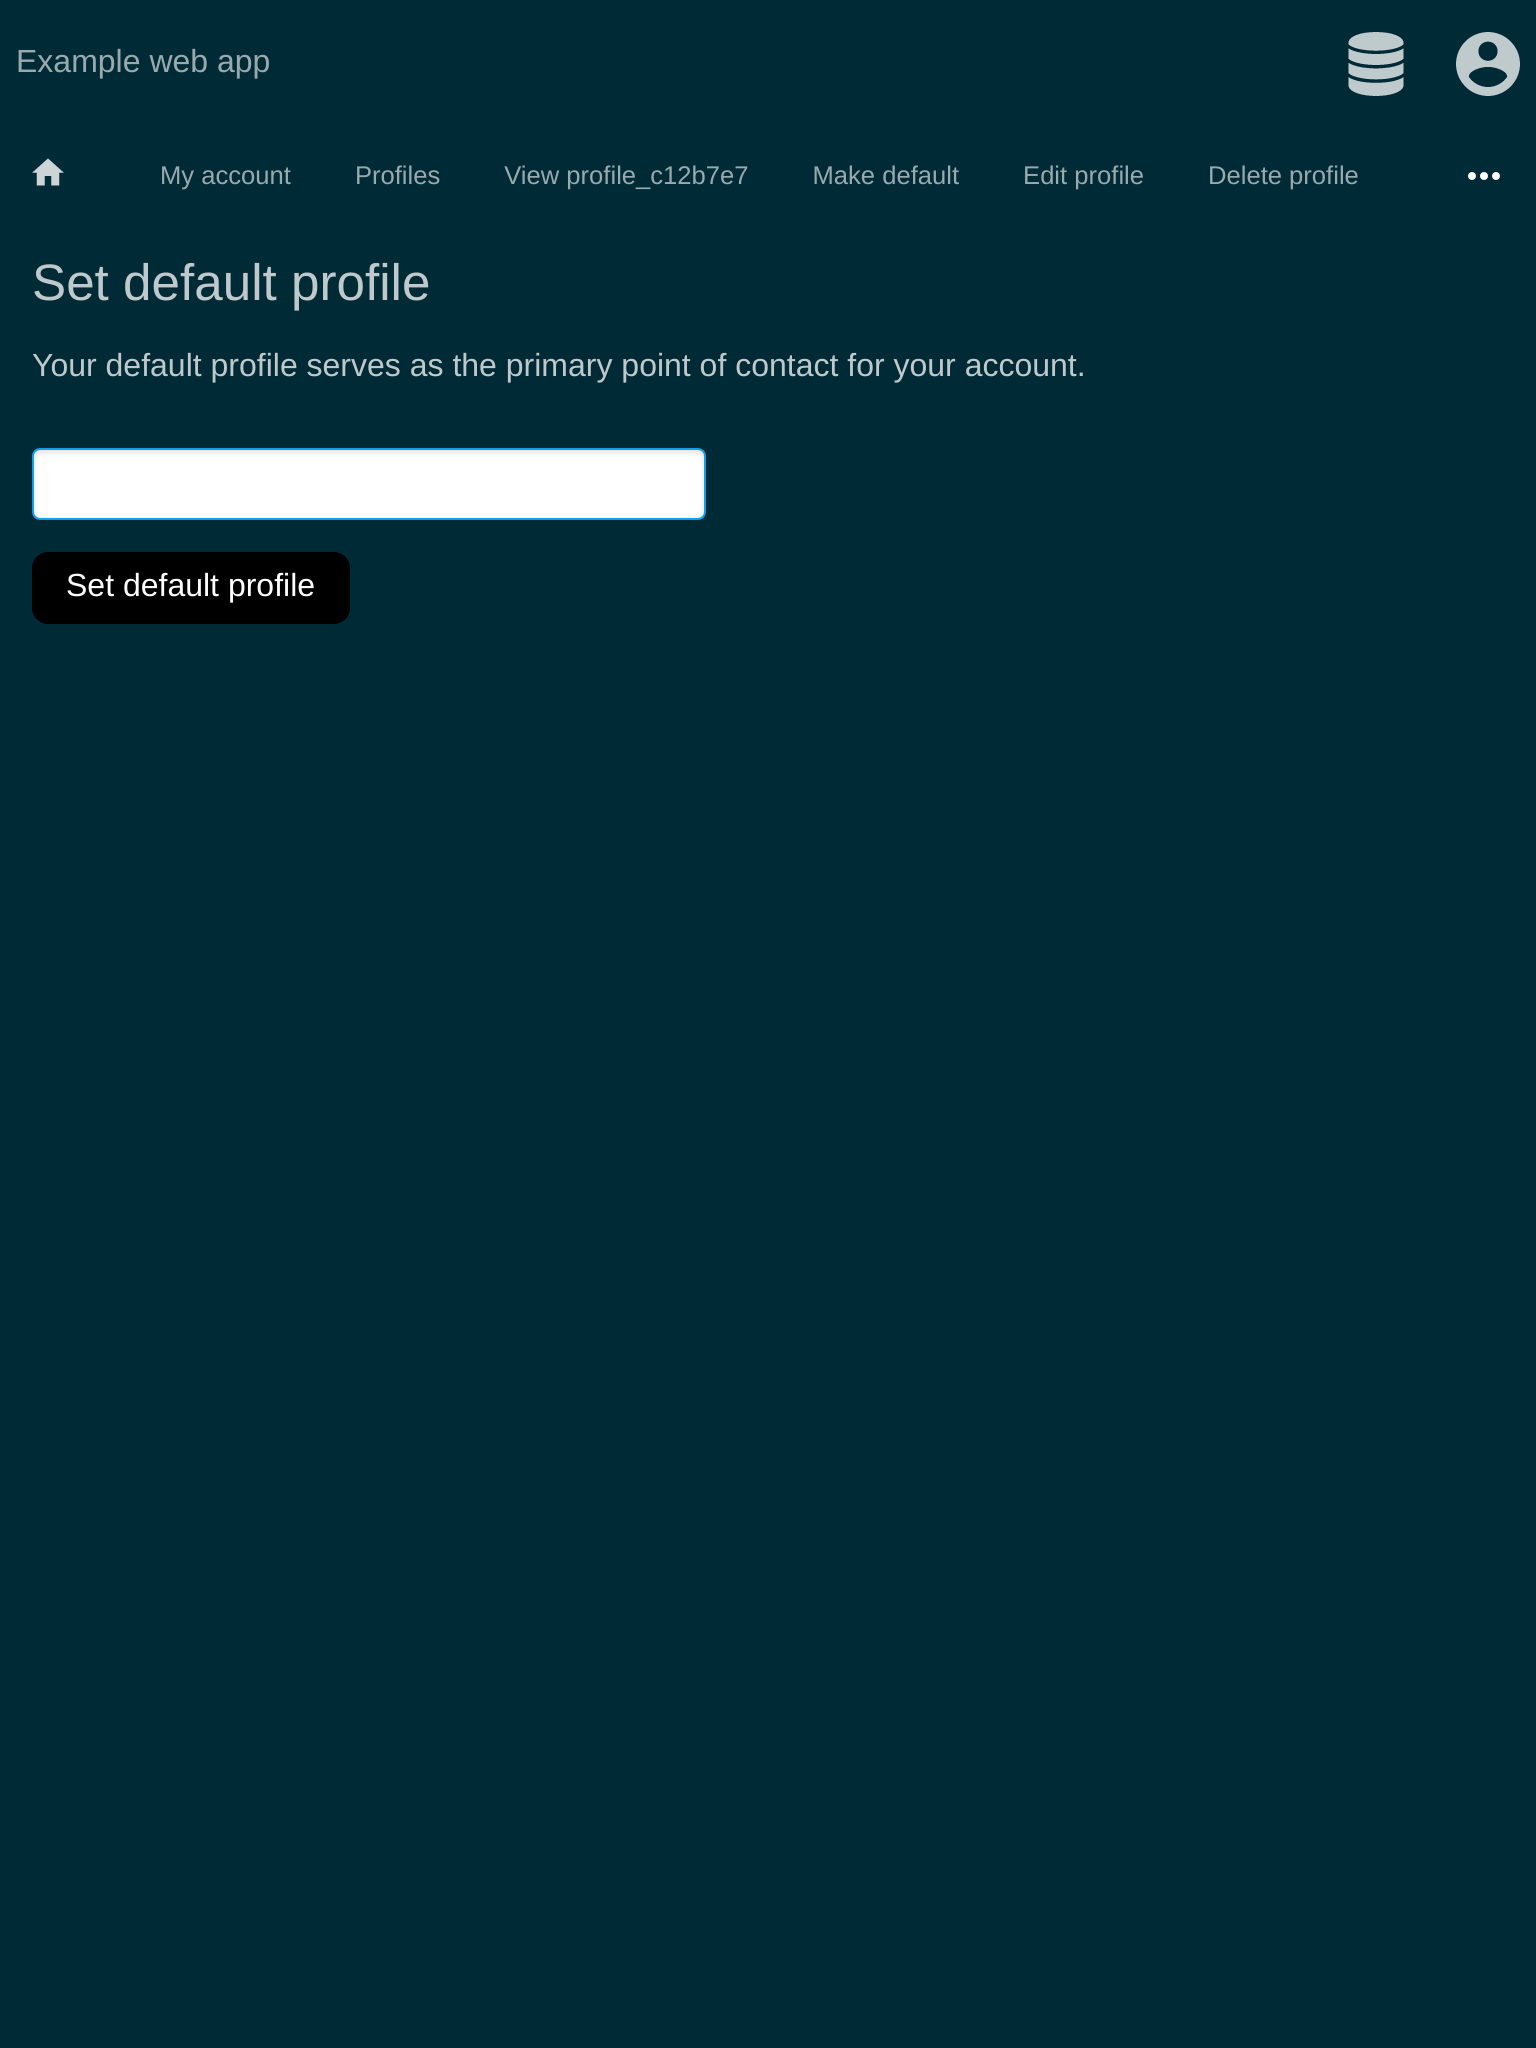 Example web app
My account Profiles View profile_c12b7e7 Make default Edit profile Delete profile
Set default profile
Your default profile serves as the primary point of contact for your account.
Set default profile